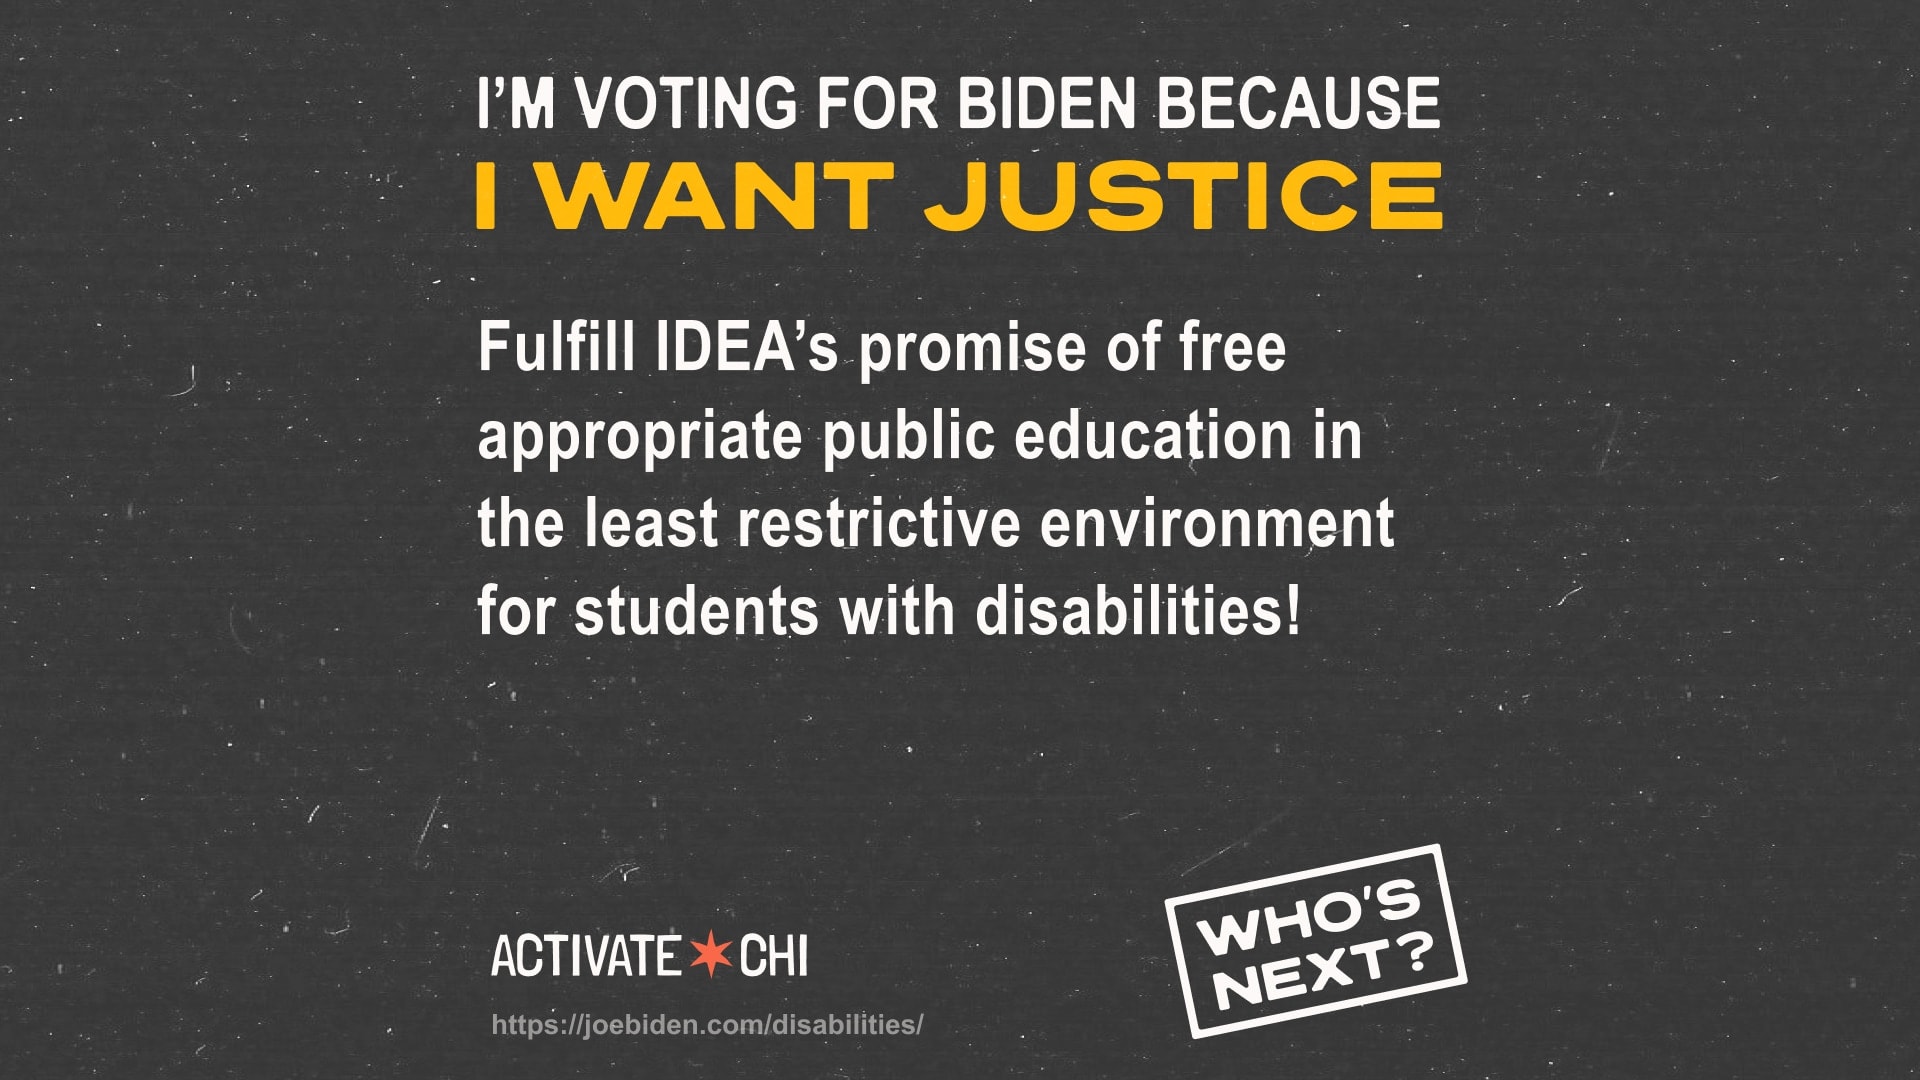 I’M VOTING FOR BIDEN BECAUSE
I WANT JUSTICE
Fulfill IDEA’s promise of free
appropriate public education in
the least restrictive environment
for students with disabilities!
ACTIVATE CHI
https://joebiden.com/disabilities/
WHO'S
NEXT?